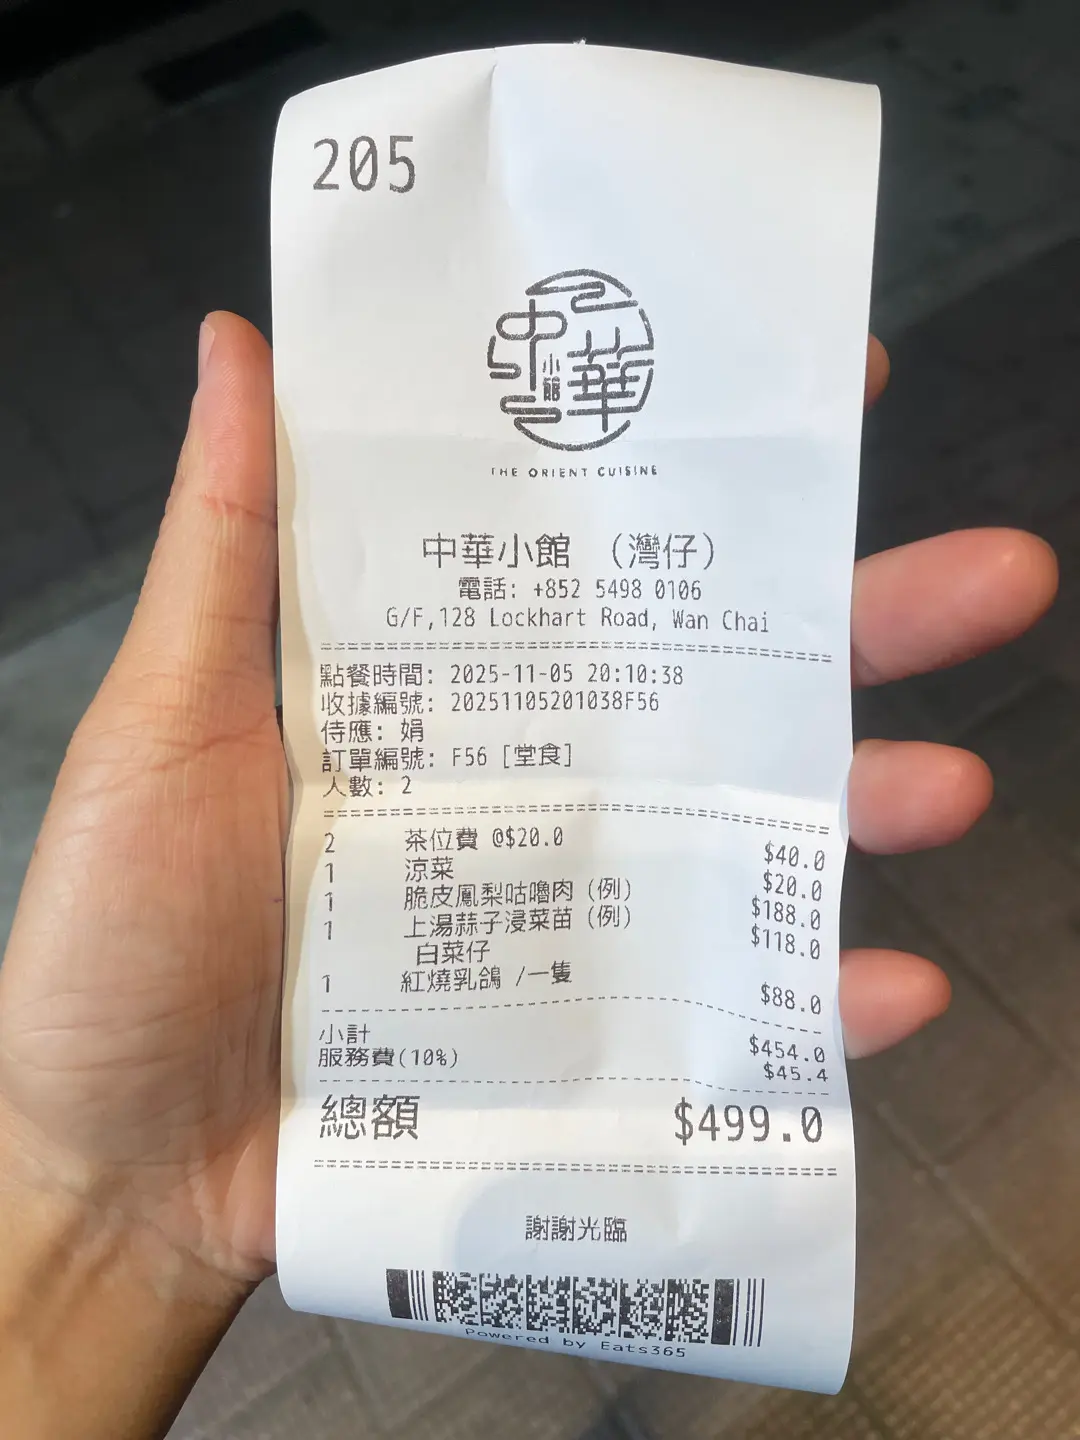 205
中華小館
THE ORIENT CUISINE
中華小館 (灣仔)
電話: +852 5498 0106
G/F,128 Lockhart Road, Wan Chai
點餐時間: 2025-11-05 20:10:38
收據編號: 20251105201038F56
侍應: 娟
訂單編號: F56 [堂食]
人數: 2
2 茶位費 @$20.0 $40.0
1 涼菜 $20.0
1 脆皮鳳梨咕嚕肉 (例) $188.0
1 上湯蒜子浸菜苗 (例) $118.0
白菜仔
1 紅燒乳鴿 /一隻 $88.0
小計 $454.0
服務費(10%) $45.4
總額 $499.0
謝謝光臨
Powered by Eats365